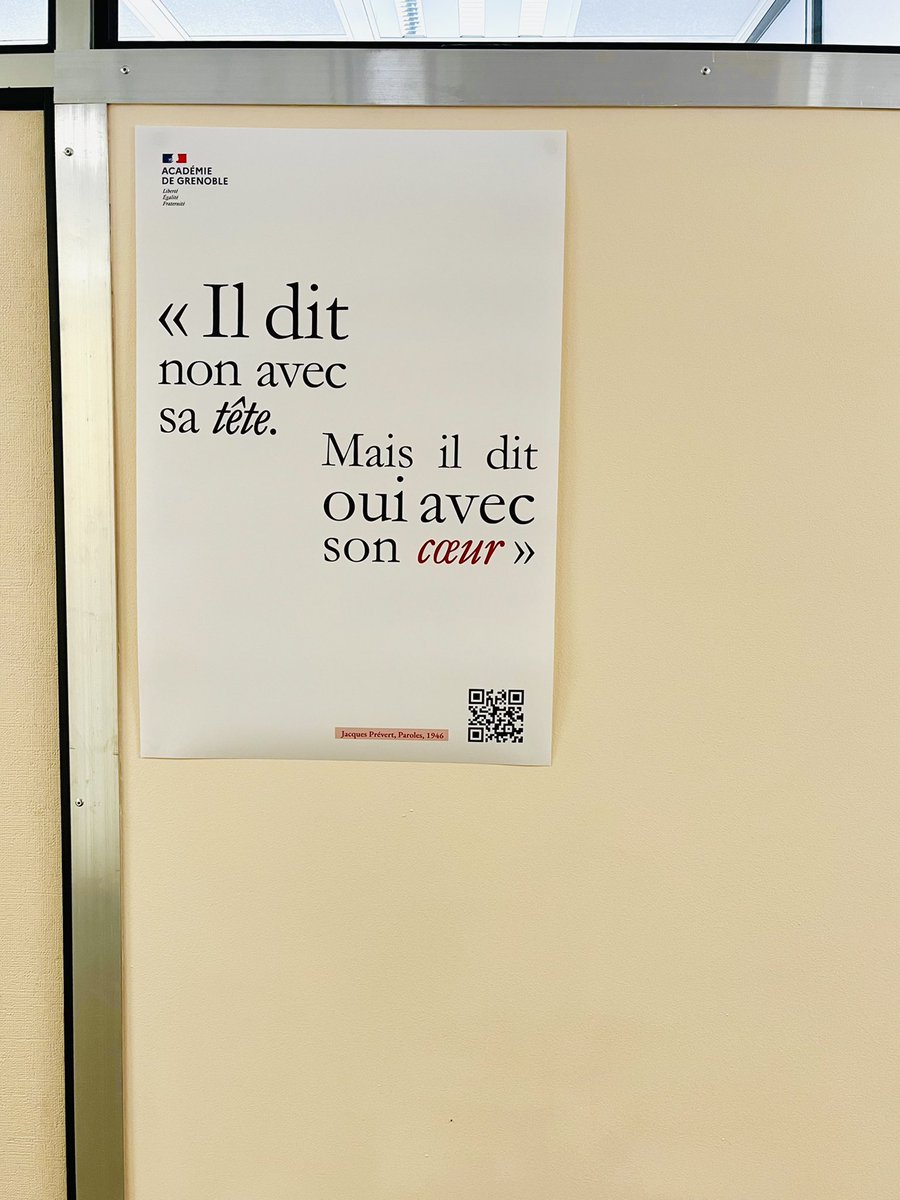 ACADÉMIE
DE GRENOBLE
Liberté
Égalité
Fraternité
« Il dit
non avec
sa tête.
Mais il dit
oui avec
son cœur »
Jacques Prévert, Paroles, 1946